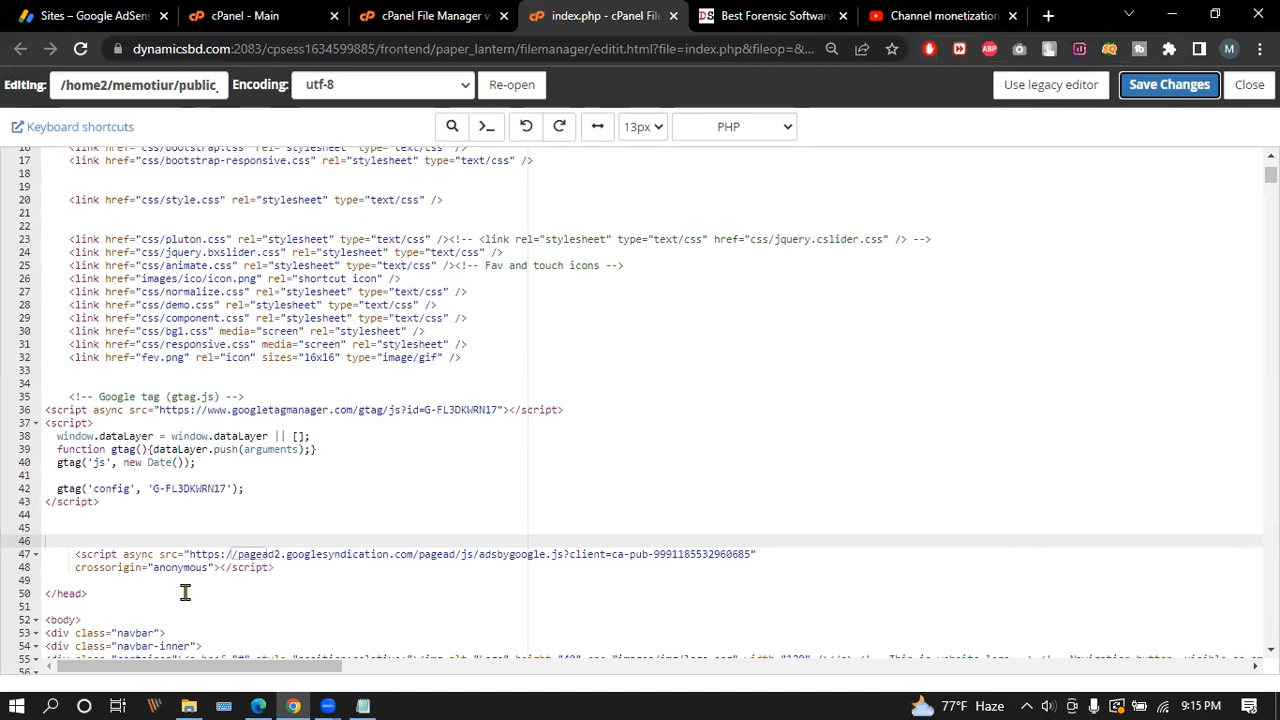 Sites – Google AdSens
cPanel - Main
cPanel File Manager v
index.php - cPanel File
Best Forensic Software
Channel monetization
dynamicsbd.com:2083/cpsess1634599885/frontend/paper_lantern/filemanager/editit.html?file=index.php&fileop=&...
Editing: /home2/memotiur/public_ Encoding: utf-8 Re-open Use legacy editor Save Changes Close
Keyboard shortcuts 13px PHP
16 <link href="css/bootstrap.css" rel="stylesheet" type="text/css" />
17 <link href="css/bootstrap-responsive.css" rel="stylesheet" type="text/css" />
18
19
20 <link href="css/style.css" rel="stylesheet" type="text/css" />
21
22
23 <link href="css/pluton.css" rel="stylesheet" type="text/css" /><!-- <link rel="stylesheet" type="text/css" href="css/jquery.cslider.css" /> -->
24 <link href="css/jquery.bxslider.css" rel="stylesheet" type="text/css" />
25 <link href="css/animate.css" rel="stylesheet" type="text/css" /><!-- Fav and touch icons -->
26 <link href="images/ico/icon.png" rel="shortcut icon" />
27 <link href="css/normalize.css" rel="stylesheet" type="text/css" />
28 <link href="css/demo.css" rel="stylesheet" type="text/css" />
29 <link href="css/component.css" rel="stylesheet" type="text/css" />
30 <link href="css/bg1.css" media="screen" rel="stylesheet" />
31 <link href="css/responsive.css" media="screen" rel="stylesheet" />
32 <link href="fev.png" rel="icon" sizes="16x16" type="image/gif" />
33
34
35 <!-- Google tag (gtag.js) -->
36 <script async src="https://www.googletagmanager.com/gtag/js?id=G-FL3DKWRN17"></script>
37 <script>
38 window.dataLayer = window.dataLayer || [];
39 function gtag(){dataLayer.push(arguments);}
40 gtag('js', new Date());
41
42 gtag('config', 'G-FL3DKWRN17');
43 </script>
44
45
46
47 <script async src="https://pagead2.googlesyndication.com/pagead/js/adsbygoogle.js?client=ca-pub-9991185532960685"
48 crossorigin="anonymous"></script>
49
50 </head>
51
52 <body>
53 <div class="navbar">
54 <div class="navbar-inner">
55
77°F Haze 9:15 PM